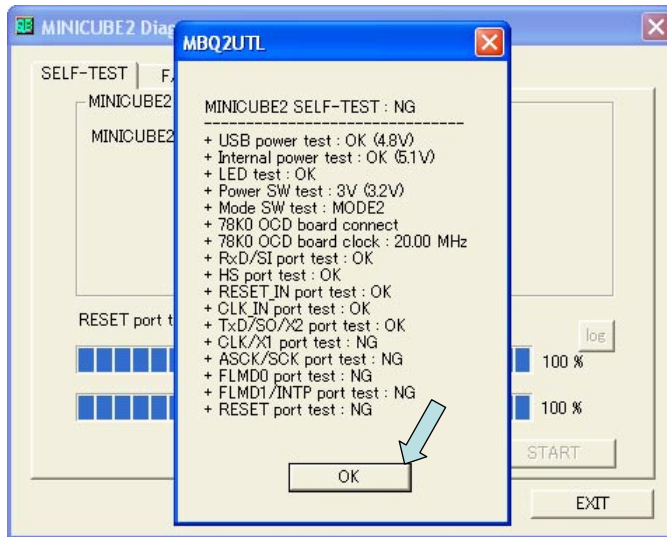 MINICUBE2 Diag
MBQ2UTL
SELF-TEST
F
MINICUBE2
MINICUBE2
MINICUBE2 SELF-TEST : NG
-------------------------------
+ USB power test : OK (4.8V)
+ Internal power test : OK (5.1V)
+ LED test : OK
+ Power SW test : 3V (3.2V)
+ Mode SW test : MODE2
+ 78K0 OCD board connect
+ 78K0 OCD board clock : 20.00 MHz
+ RxD/SI port test : OK
+ HS port test : OK
+ RESET_IN port test : OK
+ CLK_IN port test : OK
+ TxD/SO/X2 port test : OK
+ CLK/X1 port test : NG
+ ASCK/SCK port test : NG
+ FLMD0 port test : NG
+ FLMD1/INTP port test : NG
+ RESET port test : NG
RESET port t
log
100 %
100 %
START
OK
EXIT